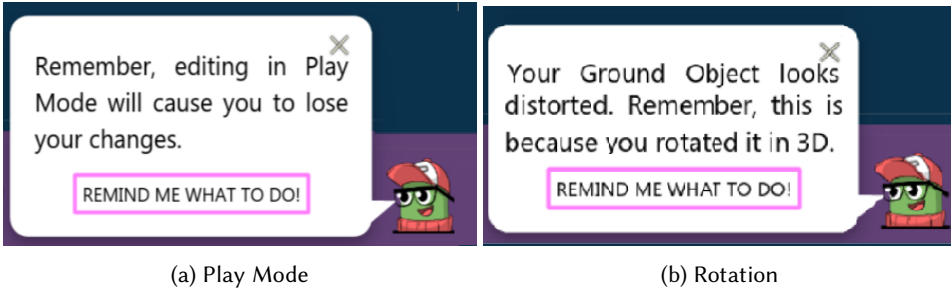 Remember, editing in Play
Mode will cause you to lose
your changes.
REMIND ME WHAT TO DO!
(a) Play Mode
Your Ground Object looks
distorted. Remember, this is
because you rotated it in 3D.
REMIND ME WHAT TO DO!
(b) Rotation